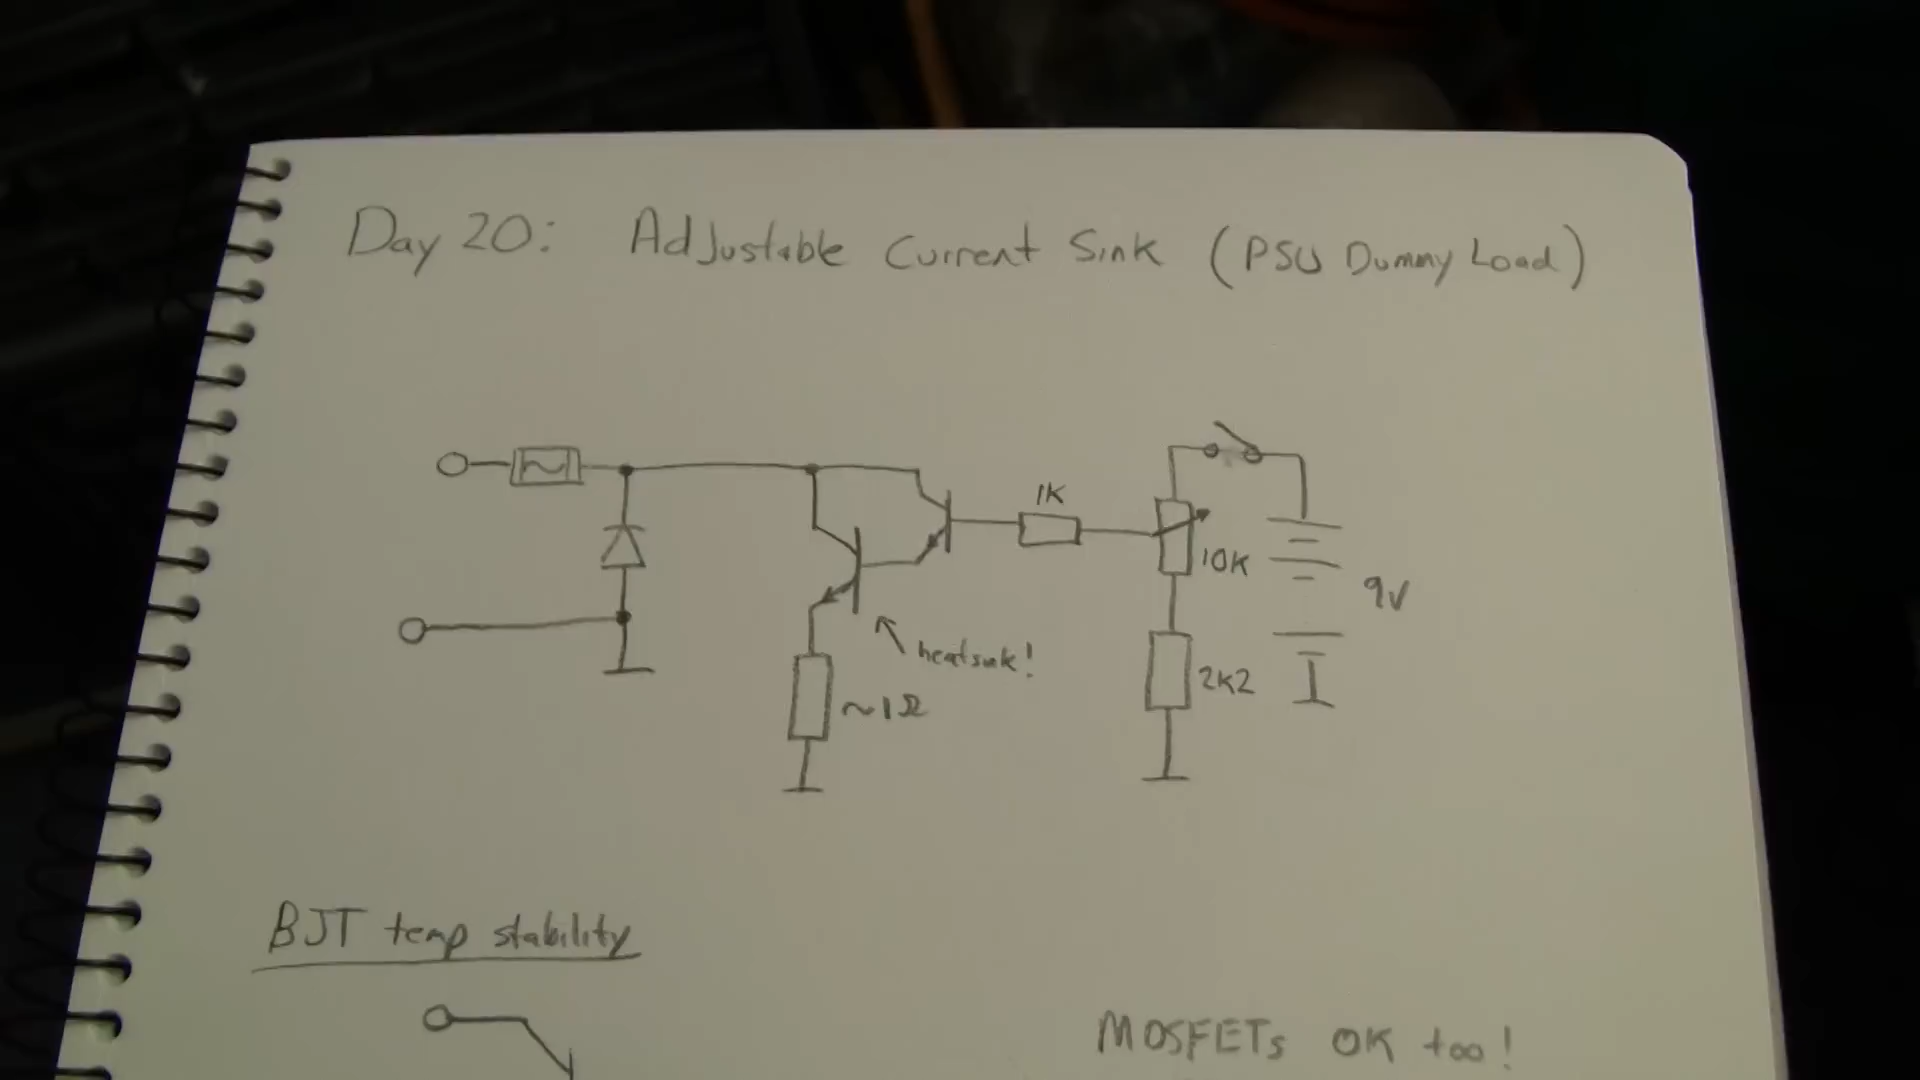 Day 20: Adjustable Current Sink (PSU Dummy Load)
1K
10K
9V
heatsink!
2K2
~1Ω
BJT temp stability
MOSFETs OK too!